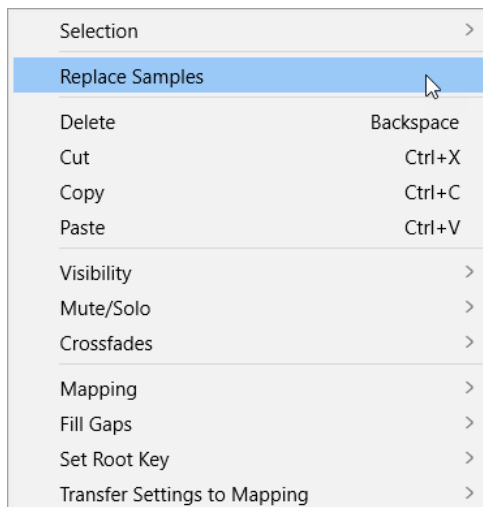 Selection
Replace Samples
Delete Backspace
Cut Ctrl+X
Copy Ctrl+C
Paste Ctrl+V
Visibility
Mute/Solo
Crossfades
Mapping
Fill Gaps
Set Root Key
Transfer Settings to Mapping